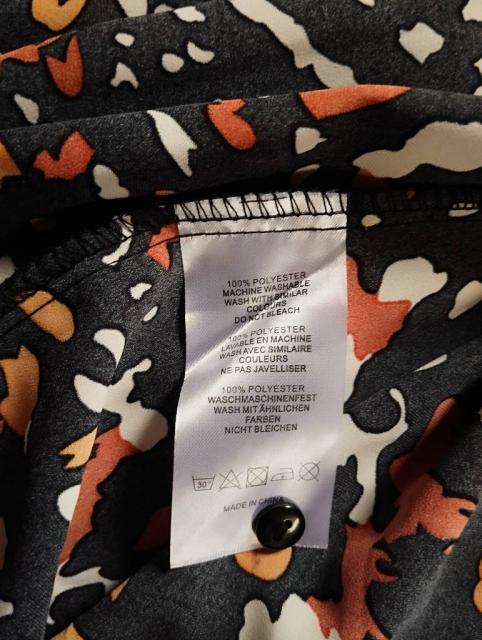 100% POLYESTER
MACHINE WASHABLE
WASH WITH SIMILAR
COLOURS
DO NOT BLEACH
100% POLYESTER
LAVABLE EN MACHINE
WASH AVEC SIMILAIRE
COULEURS
NE PAS JAVELLISER
100% POLYESTER
WASCHMASCHINENFEST
WASH MIT ÄHNLICHEN
FARBEN
NICHT BLEICHEN
30°
MADE IN CHINA